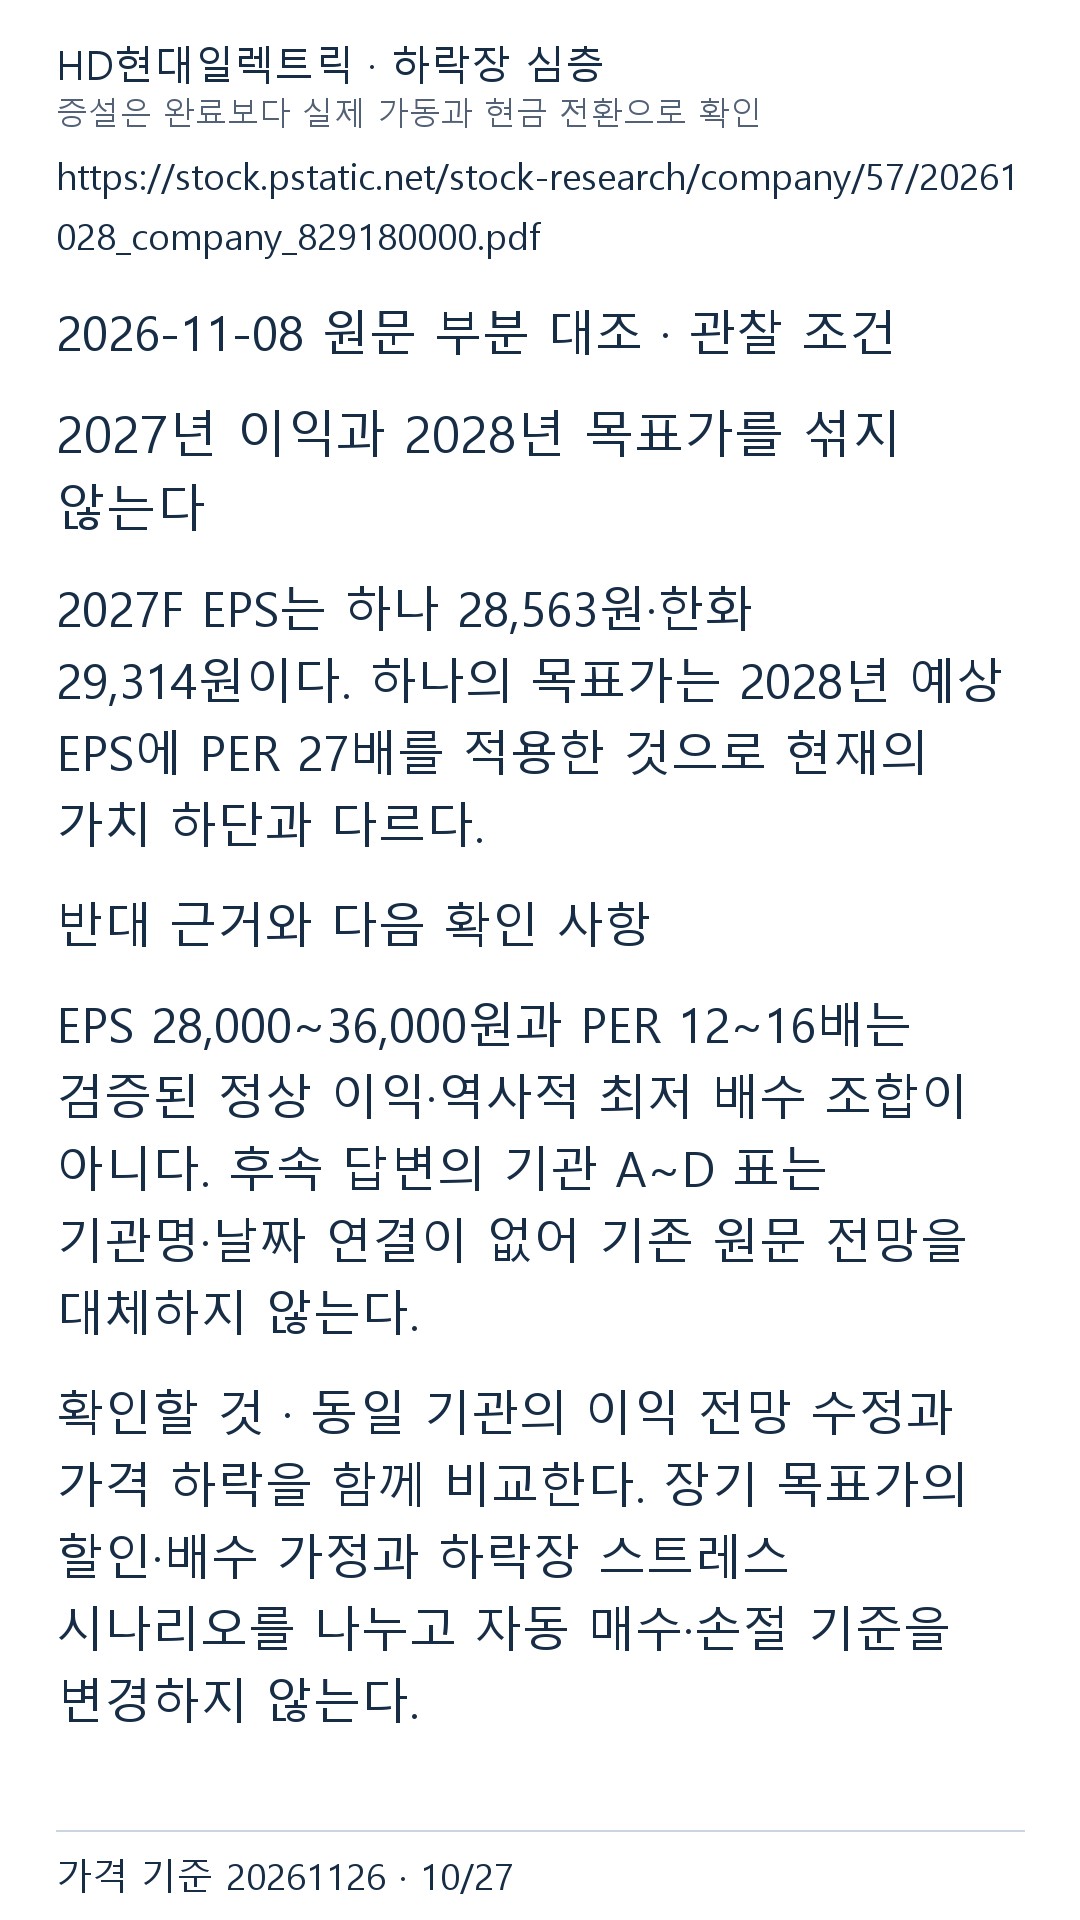 HD현대일렉트릭 · 하락장 심층
증설은 완료보다 실제 가동과 현금 전환으로 확인
https://stock.pstatic.net/stock-research/company/57/20261
028_company_829180000.pdf
2026-11-08 원문 부분 대조 · 관찰 조건
2027년 이익과 2028년 목표가를 섞지
않는다
2027F EPS는 하나 28,563원·한화
29,314원이다. 하나의 목표가는 2028년 예상
EPS에 PER 27배를 적용한 것으로 현재의
가치 하단과 다르다.
반대 근거와 다음 확인 사항
EPS 28,000~36,000원과 PER 12~16배는
검증된 정상 이익·역사적 최저 배수 조합이
아니다. 후속 답변의 기관 A~D 표는
기관명·날짜 연결이 없어 기존 원문 전망을
대체하지 않는다.
확인할 것 · 동일 기관의 이익 전망 수정과
가격 하락을 함께 비교한다. 장기 목표가의
할인·배수 가정과 하락장 스트레스
시나리오를 나누고 자동 매수·손절 기준을
변경하지 않는다.
가격 기준 20261126 · 10/27